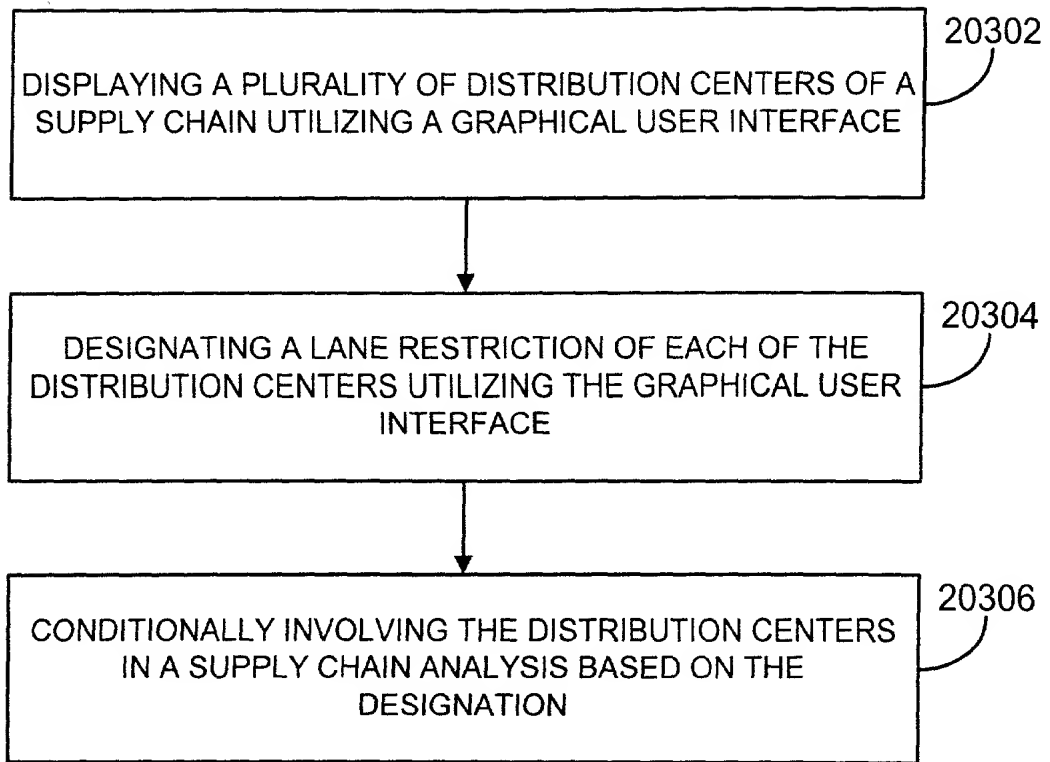 20302
DISPLAYING A PLURALITY OF DISTRIBUTION CENTERS OF A
SUPPLY CHAIN UTILIZING A GRAPHICAL USER INTERFACE
20304
DESIGNATING A LANE RESTRICTION OF EACH OF THE
DISTRIBUTION CENTERS UTILIZING THE GRAPHICAL USER
INTERFACE
20306
CONDITIONALLY INVOLVING THE DISTRIBUTION CENTERS
IN A SUPPLY CHAIN ANALYSIS BASED ON THE
DESIGNATION